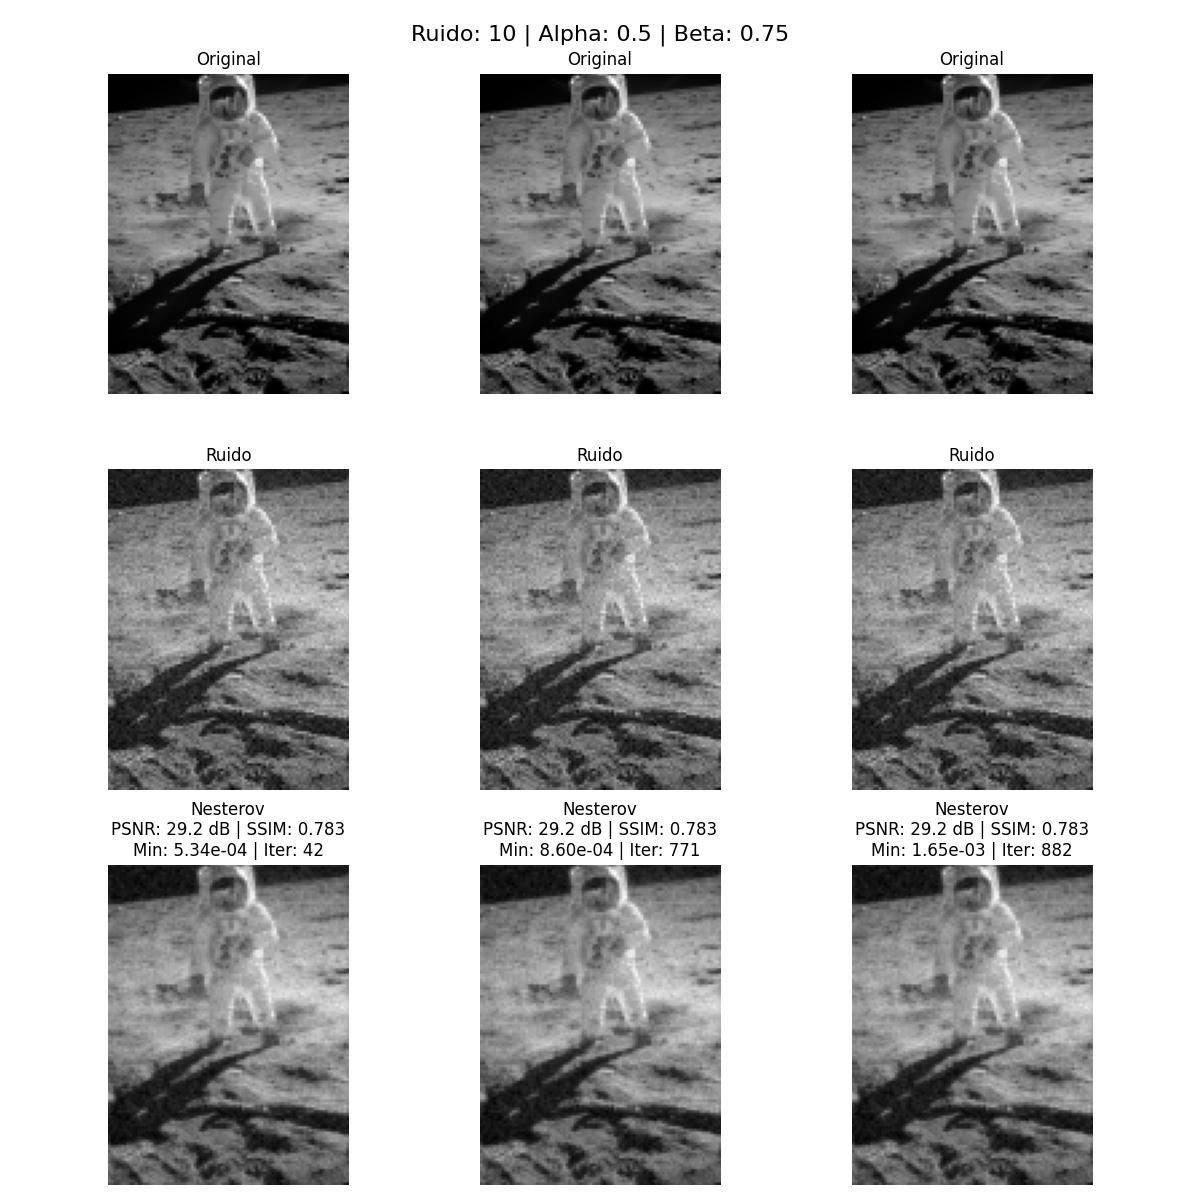 Ruido: 10 | Alpha: 0.5 | Beta: 0.75
Original
Original
Original
Ruido
Ruido
Ruido
Nesterov
PSNR: 29.2 dB | SSIM: 0.783
Min: 5.34e-04 | Iter: 42
Nesterov
PSNR: 29.2 dB | SSIM: 0.783
Min: 8.60e-04 | Iter: 771
Nesterov
PSNR: 29.2 dB | SSIM: 0.783
Min: 1.65e-03 | Iter: 882